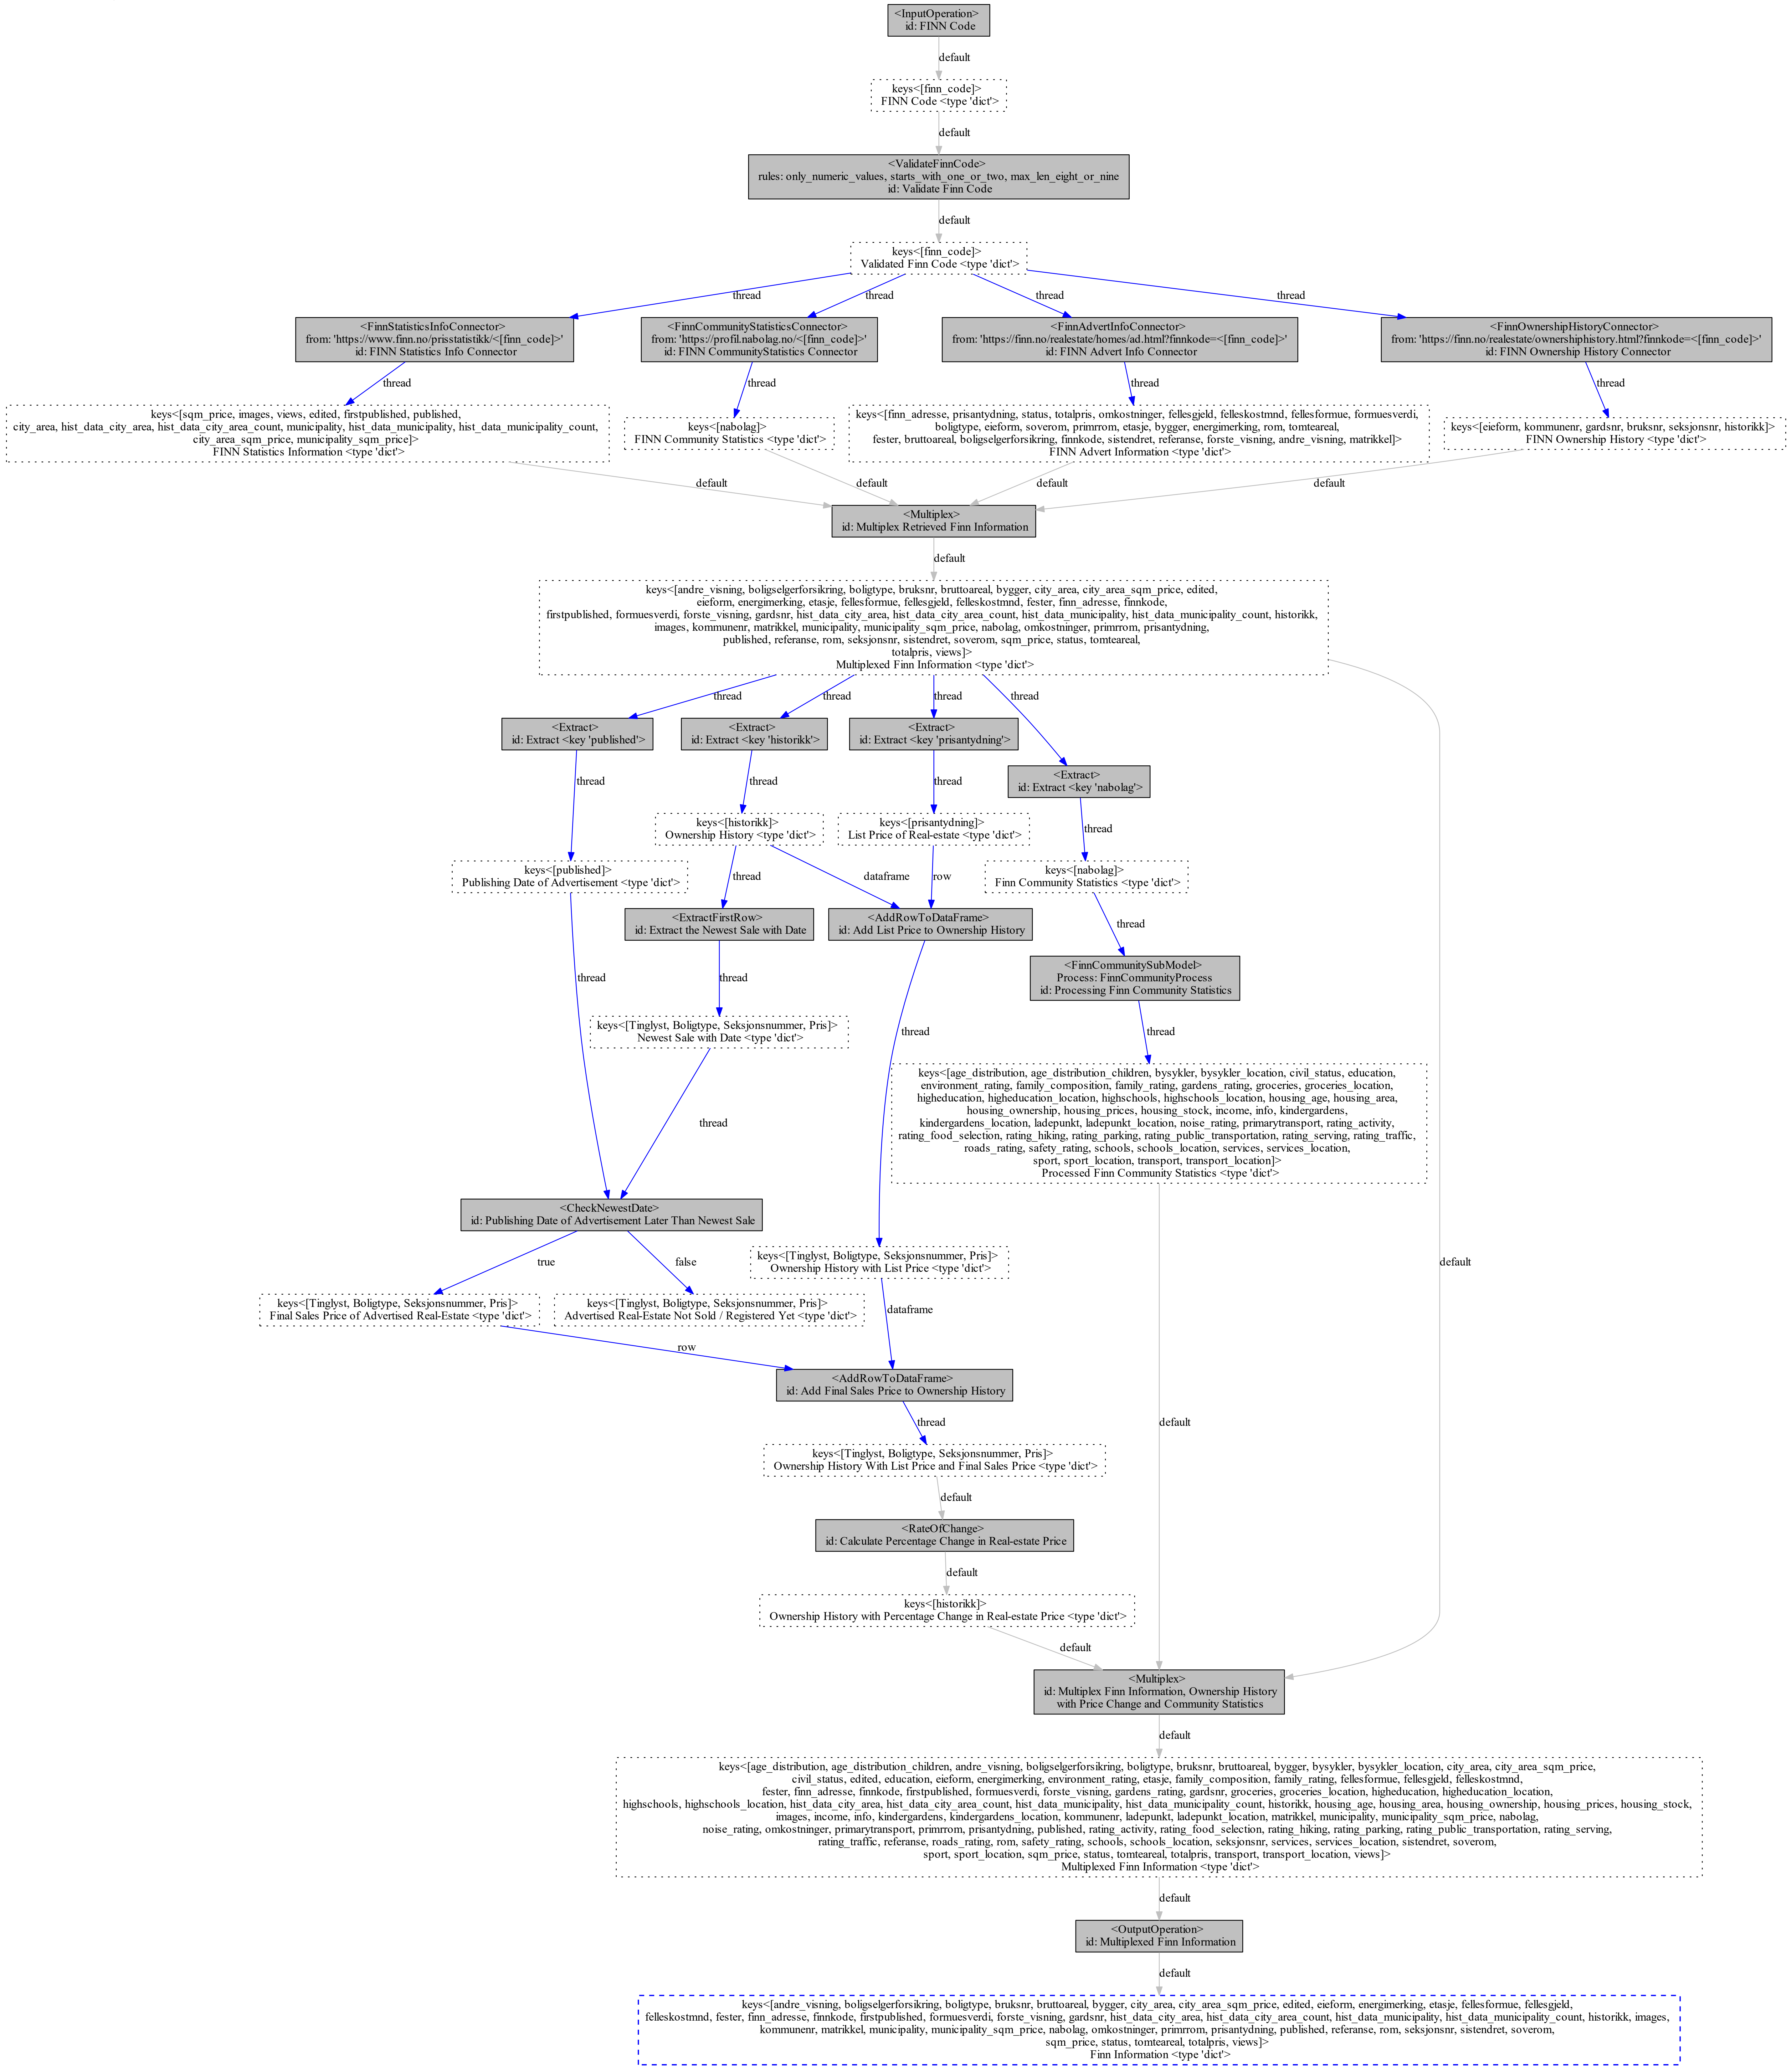 <InputOperation>
id: FINN Code
default
keys<[finn_code]>
FINN Code <type 'dict'>
default
<ValidateFinnCode>
rules: only_numeric_values, starts_with_one_or_two, max_len_eight_or_nine
id: Validate Finn Code
default
keys<[finn_code]>
Validated Finn Code <type 'dict'>
thread
thread
thread
thread
<FinnStatisticsInfoConnector>
from: 'https://www.finn.no/prisstatistikk/<[finn_code]>'
id: FINN Statistics Info Connector
<FinnCommunityStatisticsConnector>
from: 'https://profil.nabolag.no/<[finn_code]>'
id: FINN CommunityStatistics Connector
<FinnAdvertInfoConnector>
from: 'https://finn.no/realestate/homes/ad.html?finnkode=<[finn_code]>'
id: FINN Advert Info Connector
<FinnOwnershipHistoryConnector>
from: 'https://finn.no/realestate/ownershiphistory.html?finnkode=<[finn_code]>'
id: FINN Ownership History Connector
thread
thread
thread
thread
keys<[sqm_price, images, views, edited, firstpublished, published,
city_area, hist_data_city_area, hist_data_city_area_count, municipality, hist_data_municipality, hist_data_municipality_count,
city_area_sqm_price, municipality_sqm_price]>
FINN Statistics Information <type 'dict'>
keys<[nabolag]>
FINN Community Statistics <type 'dict'>
keys<[finn_adresse, prisantydning, status, totalpris, omkostninger, fellesgjeld, felleskostmnd, fellesformue, formuesverdi,
boligtype, eieform, soverom, primrrom, etasje, bygger, energimerking, rom, tomteareal,
fester, bruttoareal, boligselgerforsikring, finnkode, sistendret, referanse, forste_visning, andre_visning, matrikkel]>
FINN Advert Information <type 'dict'>
keys<[eieform, kommunenr, gardsnr, bruksnr, seksjonsnr, historikk]>
FINN Ownership History <type 'dict'>
default
default
default
default
<Multiplex>
id: Multiplex Retrieved Finn Information
default
keys<[andre_visning, boligselgerforsikring, boligtype, bruksnr, bruttoareal, bygger, city_area, city_area_sqm_price, edited,
eieform, energimerking, etasje, fellesformue, fellesgjeld, felleskostmnd, fester, finn_adresse, finnkode,
firstpublished, formuesverdi, forste_visning, gardsnr, hist_data_city_area, hist_data_city_area_count, hist_data_municipality, hist_data_municipality_count, historikk,
images, kommunenr, matrikkel, municipality, municipality_sqm_price, nabolag, omkostninger, primrrom, prisantydning,
published, referanse, rom, seksjonsnr, sistendret, soverom, sqm_price, status, tomteareal,
totalpris, views]>
Multiplexed Finn Information <type 'dict'>
thread
thread
thread
thread
<Extract>
id: Extract <key 'published'>
<Extract>
id: Extract <key 'historikk'>
<Extract>
id: Extract <key 'prisantydning'>
<Extract>
id: Extract <key 'nabolag'>
thread
thread
thread
thread
keys<[historikk]>
Ownership History <type 'dict'>
keys<[prisantydning]>
List Price of Real-estate <type 'dict'>
keys<[published]>
Publishing Date of Advertisement <type 'dict'>
keys<[nabolag]>
Finn Community Statistics <type 'dict'>
thread
dataframe
row
thread
<ExtractFirstRow>
id: Extract the Newest Sale with Date
<AddRowToDataFrame>
id: Add List Price to Ownership History
<FinnCommunitySubModel>
Process: FinnCommunityProcess
id: Processing Finn Community Statistics
thread
thread
thread
thread
keys<[Tinglyst, Boligtype, Seksjonsnummer, Pris]>
Newest Sale with Date <type 'dict'>
keys<[age_distribution, age_distribution_children, bysykler, bysykler_location, civil_status, education,
environment_rating, family_composition, family_rating, gardens_rating, groceries, groceries_location,
higheducation, higheducation_location, highschools, highschools_location, housing_age, housing_area,
housing_ownership, housing_prices, housing_stock, income, info, kindergardens,
kindergardens_location, ladepunkt, ladepunkt_location, noise_rating, primarytransport, rating_activity,
rating_food_selection, rating_hiking, rating_parking, rating_public_transportation, rating_serving, rating_traffic,
roads_rating, safety_rating, schools, schools_location, services, services_location,
sport, sport_location, transport, transport_location]>
Processed Finn Community Statistics <type 'dict'>
thread
<CheckNewestDate>
id: Publishing Date of Advertisement Later Than Newest Sale
true
false
keys<[Tinglyst, Boligtype, Seksjonsnummer, Pris]>
Ownership History with List Price <type 'dict'>
default
keys<[Tinglyst, Boligtype, Seksjonsnummer, Pris]>
Final Sales Price of Advertised Real-Estate <type 'dict'>
keys<[Tinglyst, Boligtype, Seksjonsnummer, Pris]>
Advertised Real-Estate Not Sold / Registered Yet <type 'dict'>
dataframe
row
<AddRowToDataFrame>
id: Add Final Sales Price to Ownership History
thread
default
keys<[Tinglyst, Boligtype, Seksjonsnummer, Pris]>
Ownership History With List Price and Final Sales Price <type 'dict'>
default
<RateOfChange>
id: Calculate Percentage Change in Real-estate Price
default
keys<[historikk]>
Ownership History with Percentage Change in Real-estate Price <type 'dict'>
default
<Multiplex>
id: Multiplex Finn Information, Ownership History
with Price Change and Community Statistics
default
keys<[age_distribution, age_distribution_children, andre_visning, boligselgerforsikring, boligtype, bruksnr, bruttoareal, bygger, bysykler, bysykler_location, city_area, city_area_sqm_price,
civil_status, edited, education, eieform, energimerking, environment_rating, etasje, family_composition, family_rating, fellesformue, fellesgjeld, felleskostmnd,
fester, finn_adresse, finnkode, firstpublished, formuesverdi, forste_visning, gardens_rating, gardsnr, groceries, groceries_location, higheducation, higheducation_location,
highschools, highschools_location, hist_data_city_area, hist_data_city_area_count, hist_data_municipality, hist_data_municipality_count, historikk, housing_age, housing_area, housing_ownership, housing_prices, housing_stock,
images, income, info, kindergardens, kindergardens_location, kommunenr, ladepunkt, ladepunkt_location, matrikkel, municipality, municipality_sqm_price, nabolag,
noise_rating, omkostninger, primarytransport, primrrom, prisantydning, published, rating_activity, rating_food_selection, rating_hiking, rating_parking, rating_public_transportation, rating_serving,
rating_traffic, referanse, roads_rating, rom, safety_rating, schools, schools_location, seksjonsnr, services, services_location, sistendret, soverom,
sport, sport_location, sqm_price, status, tomteareal, totalpris, transport, transport_location, views]>
Multiplexed Finn Information <type 'dict'>
default
<OutputOperation>
id: Multiplexed Finn Information
default
keys<[andre_visning, boligselgerforsikring, boligtype, bruksnr, bruttoareal, bygger, city_area, city_area_sqm_price, edited, eieform, energimerking, etasje, fellesformue, fellesgjeld,
felleskostmnd, fester, finn_adresse, finnkode, firstpublished, formuesverdi, forste_visning, gardsnr, hist_data_city_area, hist_data_city_area_count, hist_data_municipality, hist_data_municipality_count, historikk, images,
kommunenr, matrikkel, municipality, municipality_sqm_price, nabolag, omkostninger, primrrom, prisantydning, published, referanse, rom, seksjonsnr, sistendret, soverom,
sqm_price, status, tomteareal, totalpris, views]>
Finn Information <type 'dict'>